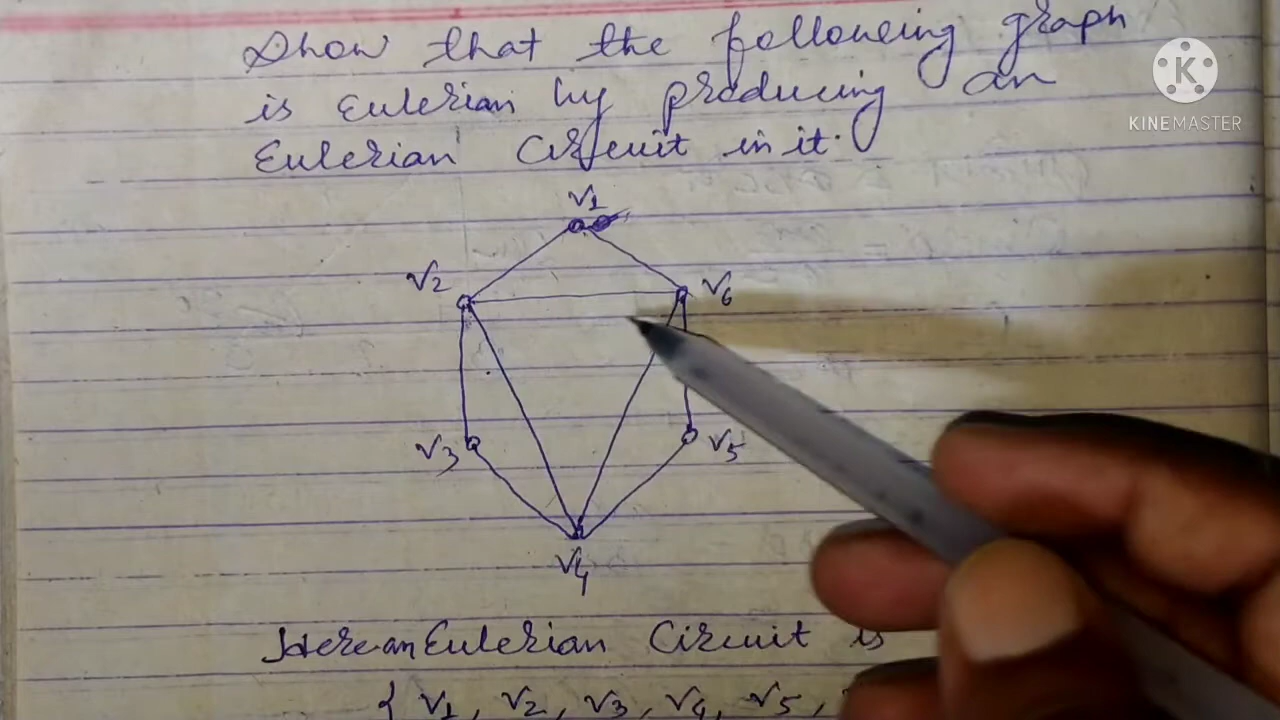 Show that the following graph
is Eulerian by producing an
Eulerian Circuit in it.
K
KINEMASTER
V1
V2
V6
V3
V5
V4
Here an Eulerian Circuit is
{ V1, V2, V3, V4, V5,